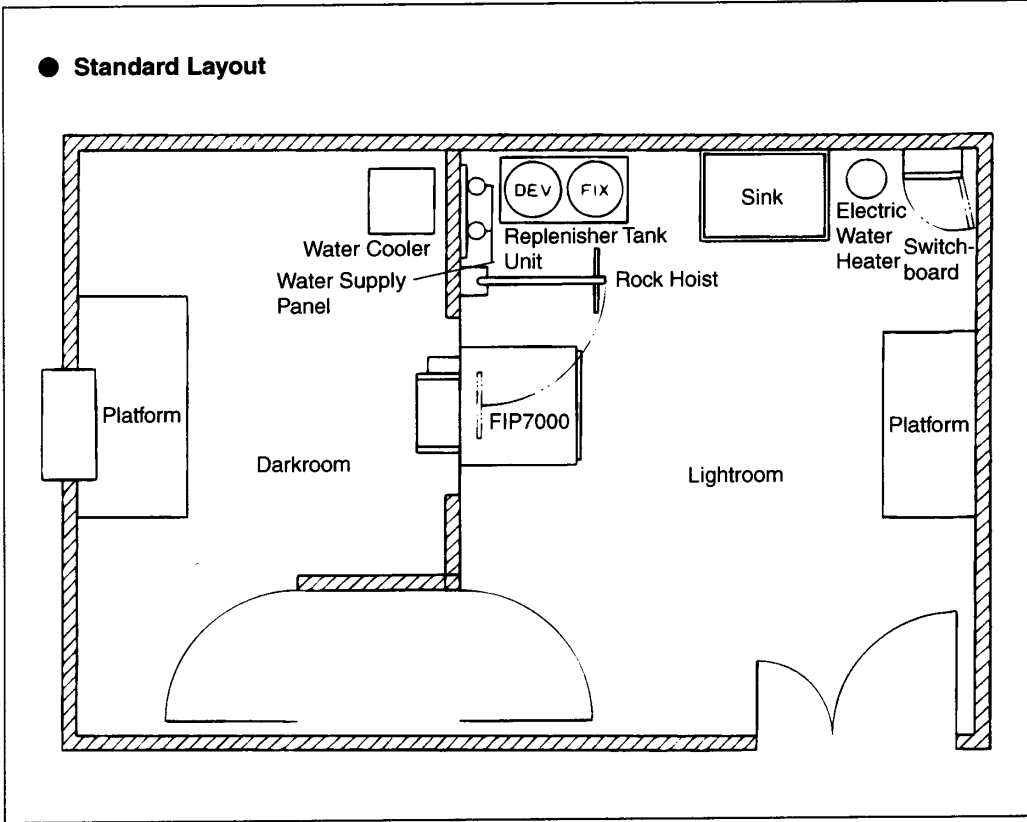 ● Standard Layout
DEV FIX
Sink
Water Cooler
Replenisher Tank
Unit
Electric
Water
Heater
Switch-
board
Water Supply
Panel
Rock Hoist
Platform
FIP7000
Platform
Darkroom
Lightroom